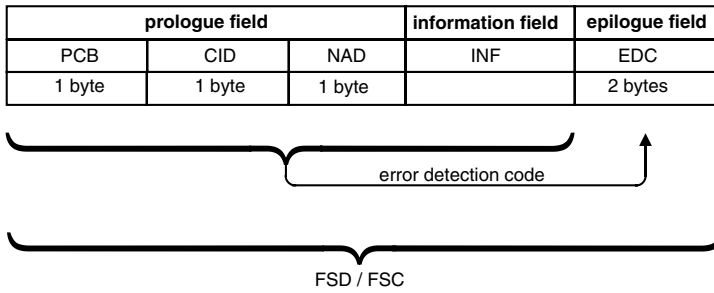 prologue field information field epilogue field
PCB CID NAD INF EDC
1 byte 1 byte 1 byte 2 bytes
error detection code
FSD / FSC